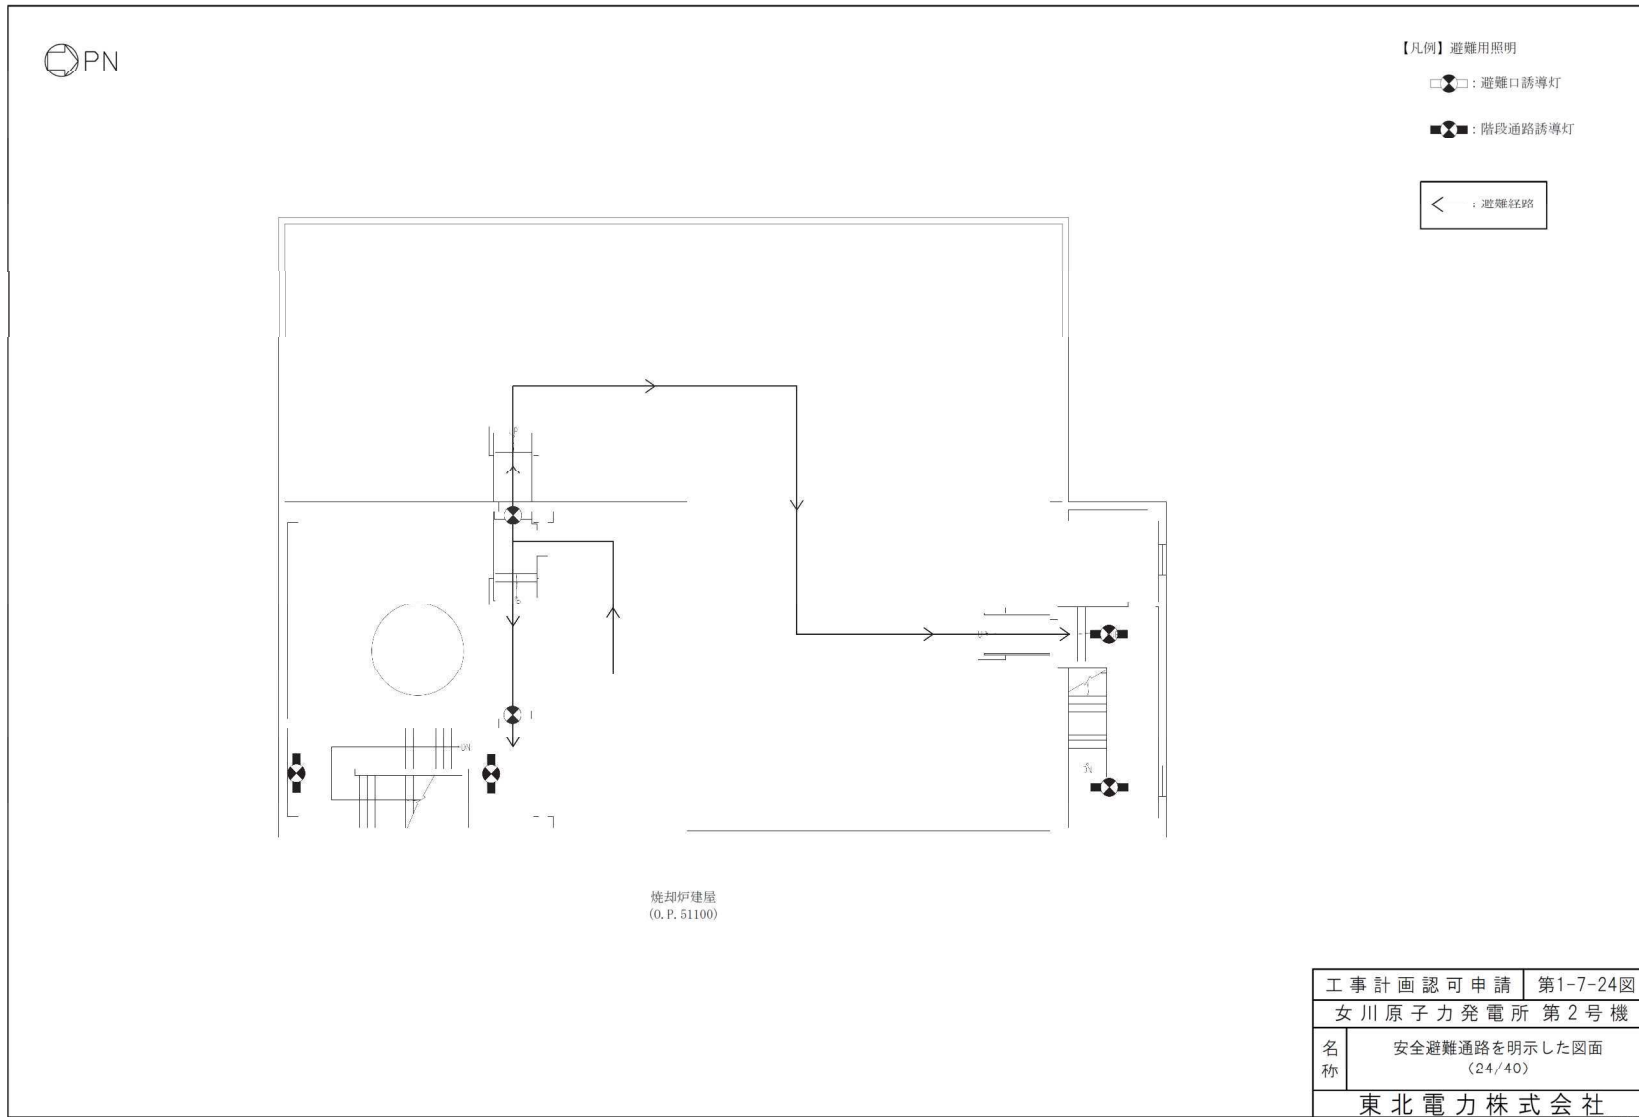 PN
【凡例】避難用照明
：避難口誘導灯
：階段通路誘導灯
：避難経路
DN
焼却炉建屋
(O.P.51100)
工事計画認可申請 第1-7-24図
女川原子力発電所 第2号機
名称 安全避難通路を明示した図面
(24/40)
東北電力株式会社